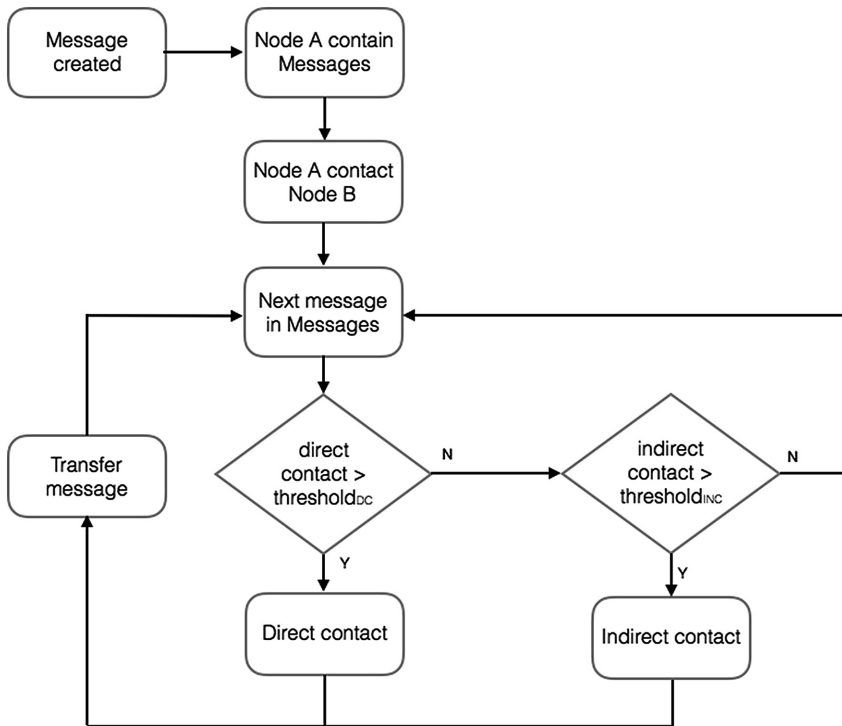 Message
created
Node A contain
Messages
Node A contact
Node B
Next message
in Messages
direct
contact >
thresholdDC
N
indirect
contact >
thresholdINC
N
Transfer
message
Y
Y
Direct contact
Indirect contact